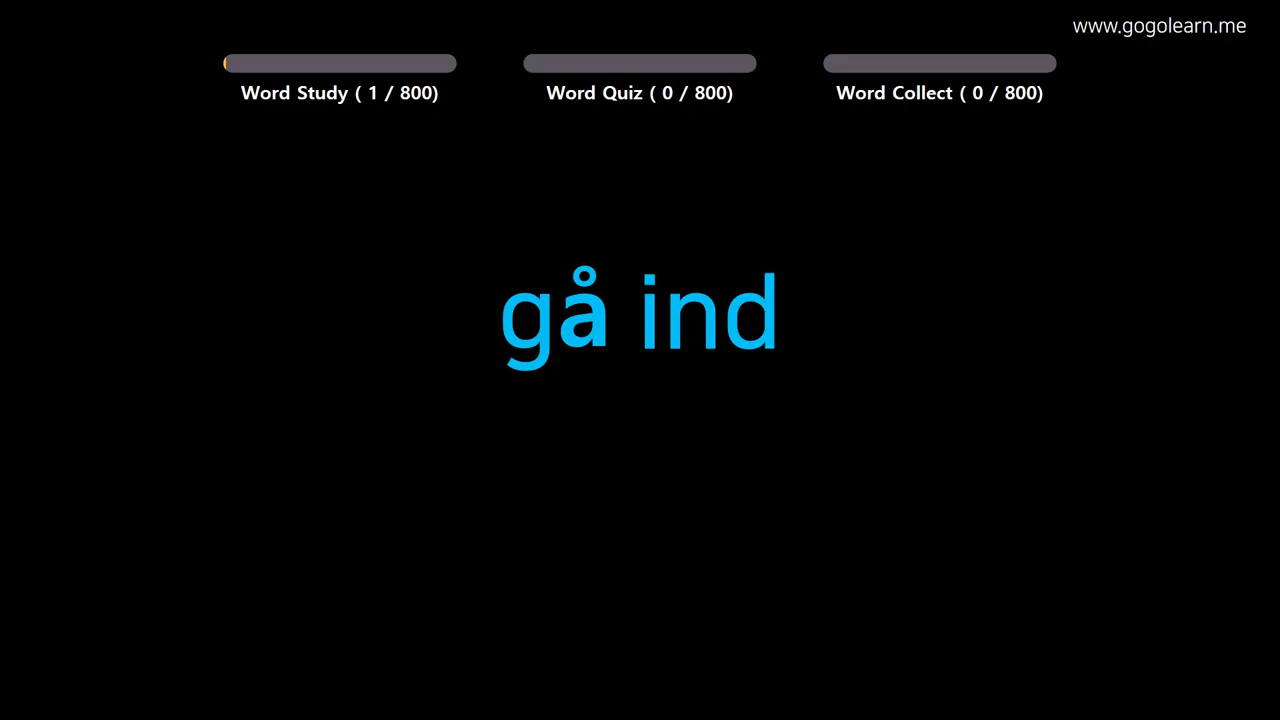 www.gogolearn.me
Word Study ( 1 / 800)
Word Quiz ( 0 / 800)
Word Collect ( 0 / 800)
gå ind